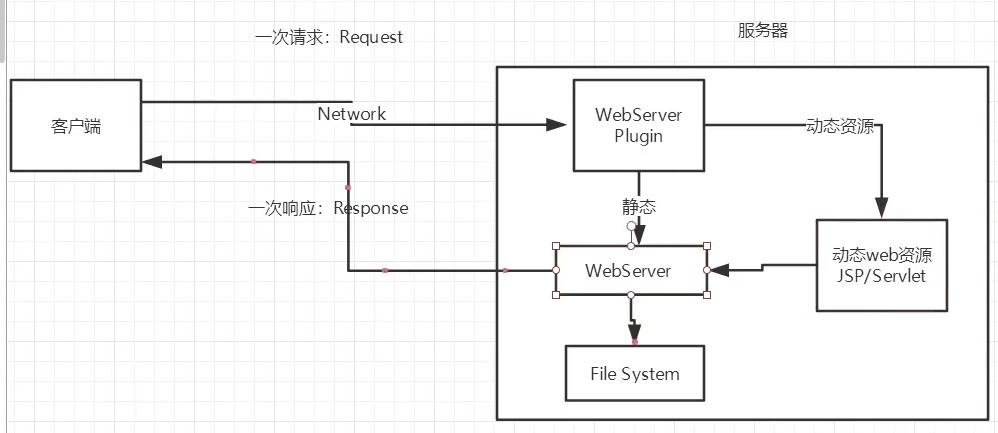 一次请求：Request
服务器
客户端
Network
WebServer
Plugin
动态资源
一次响应：Response
静态
动态web资源
JSP/Servlet
WebServer
File System